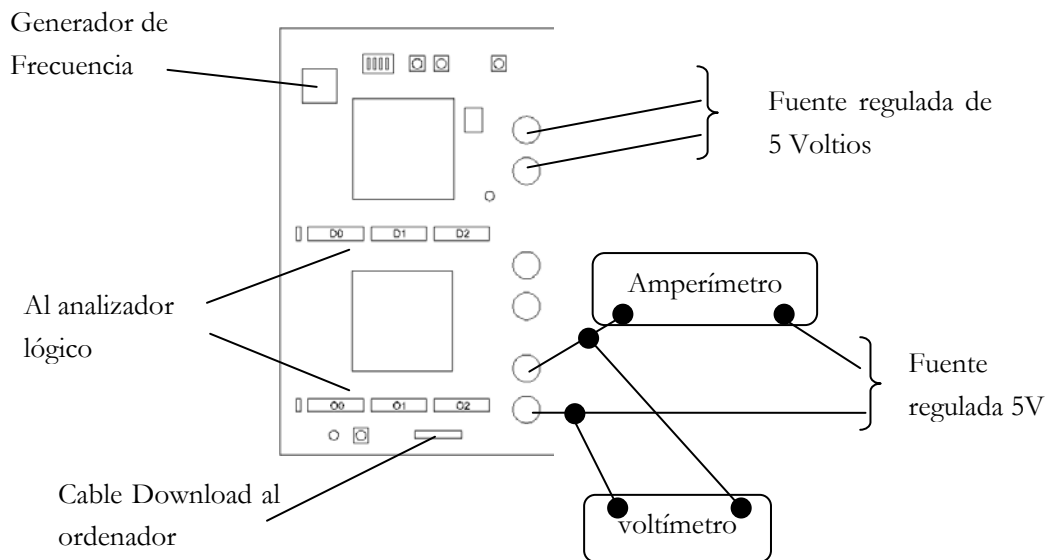 Generador de
Frecuencia
Fuente regulada de
5 Voltios
D0 D1 D2
Amperímetro
Al analizador
lógico
Fuente
regulada 5V
O0 O1 O2
Cable Download al
ordenador
voltímetro